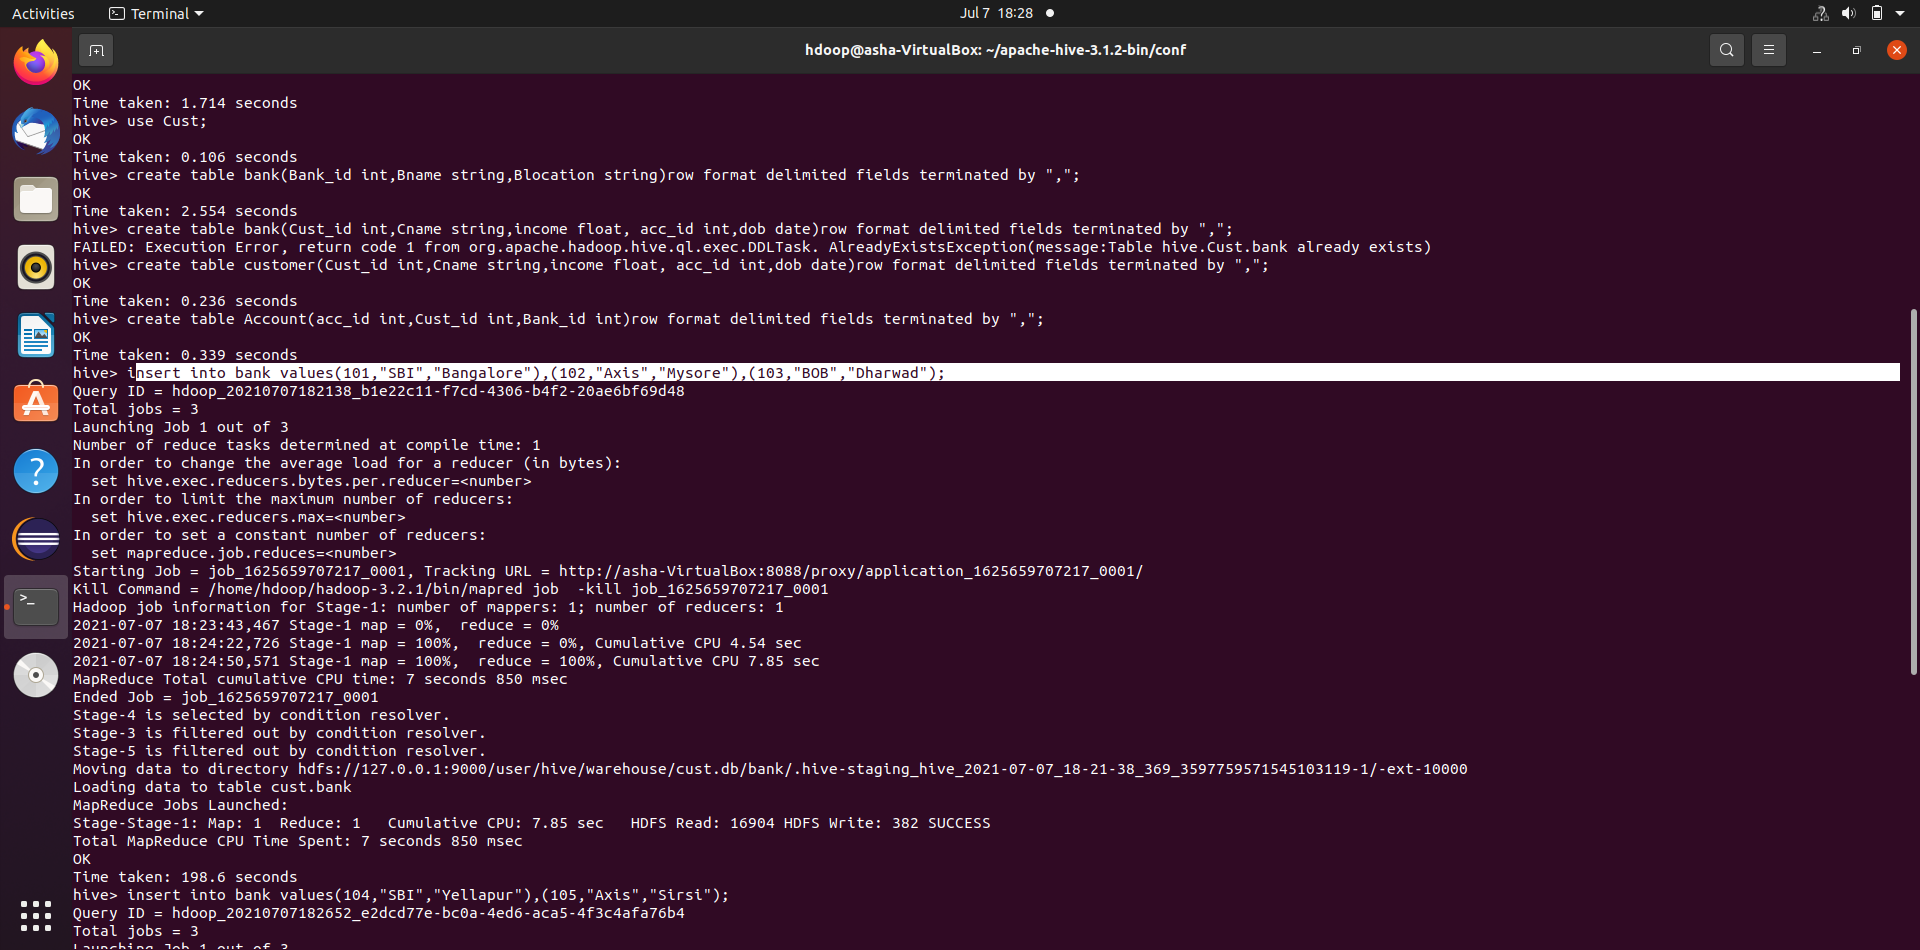 Activities
Terminal
Jul 7 18:28
hdoop@asha-VirtualBox: ~/apache-hive-3.1.2-bin/conf
OK
Time taken: 1.714 seconds
hive> use Cust;
OK
Time taken: 0.106 seconds
hive> create table bank(Bank_id int,Bname string,Blocation string)row format delimited fields terminated by ",";
OK
Time taken: 2.554 seconds
hive> create table bank(Cust_id int,Cname string,income float, acc_id int,dob date)row format delimited fields terminated by ",";
FAILED: Execution Error, return code 1 from org.apache.hadoop.hive.ql.exec.DDLTask. AlreadyExistsException(message:Table hive.Cust.bank already exists)
hive> create table customer(Cust_id int,Cname string,income float, acc_id int,dob date)row format delimited fields terminated by ",";
OK
Time taken: 0.236 seconds
hive> create table Account(acc_id int,Cust_id int,Bank_id int)row format delimited fields terminated by ",";
OK
Time taken: 0.339 seconds
hive> insert into bank values(101,"SBI","Bangalore"),(102,"Axis","Mysore"),(103,"BOB","Dharwad");
Query ID = hdoop_20210707182138_b1e22c11-f7cd-4306-b4f2-20ae6bf69d48
Total jobs = 3
Launching Job 1 out of 3
Number of reduce tasks determined at compile time: 1
In order to change the average load for a reducer (in bytes):
  set hive.exec.reducers.bytes.per.reducer=<number>
In order to limit the maximum number of reducers:
  set hive.exec.reducers.max=<number>
In order to set a constant number of reducers:
  set mapreduce.job.reduces=<number>
Starting Job = job_1625659707217_0001, Tracking URL = http://asha-VirtualBox:8088/proxy/application_1625659707217_0001/
Kill Command = /home/hdoop/hadoop-3.2.1/bin/mapred job  -kill job_1625659707217_0001
Hadoop job information for Stage-1: number of mappers: 1; number of reducers: 1
2021-07-07 18:23:43,467 Stage-1 map = 0%,  reduce = 0%
2021-07-07 18:24:22,726 Stage-1 map = 100%,  reduce = 0%, Cumulative CPU 4.54 sec
2021-07-07 18:24:50,571 Stage-1 map = 100%,  reduce = 100%, Cumulative CPU 7.85 sec
MapReduce Total cumulative CPU time: 7 seconds 850 msec
Ended Job = job_1625659707217_0001
Stage-4 is selected by condition resolver.
Stage-3 is filtered out by condition resolver.
Stage-5 is filtered out by condition resolver.
Moving data to directory hdfs://127.0.0.1:9000/user/hive/warehouse/cust.db/bank/.hive-staging_hive_2021-07-07_18-21-38_369_3597759571545103119-1/-ext-10000
Loading data to table cust.bank
MapReduce Jobs Launched:
Stage-Stage-1: Map: 1  Reduce: 1   Cumulative CPU: 7.85 sec   HDFS Read: 16904 HDFS Write: 382 SUCCESS
Total MapReduce CPU Time Spent: 7 seconds 850 msec
OK
Time taken: 198.6 seconds
hive> insert into bank values(104,"SBI","Yellapur"),(105,"Axis","Sirsi");
Query ID = hdoop_20210707182652_e2dcd77e-bc0a-4ed6-aca5-4f3c4afa76b4
Total jobs = 3
Launching Job 1 out of 3